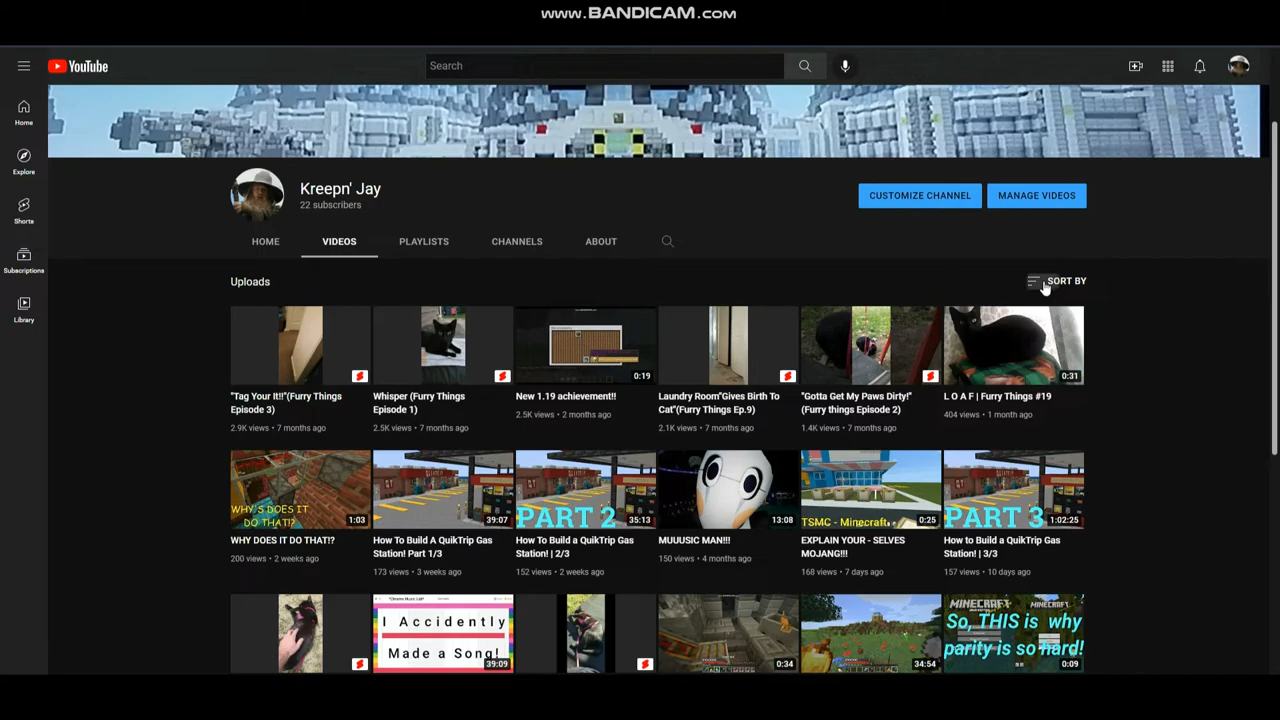 www.BANDICAM.com
YouTube
Search
Home
Explore
Shorts
Subscriptions
Library
Kreepn' Jay
22 subscribers
CUSTOMIZE CHANNEL
MANAGE VIDEOS
HOME
VIDEOS
PLAYLISTS
CHANNELS
ABOUT
Uploads
SORT BY
0:19
0:31
"Tag Your It!!"(Furry Things
Episode 3)
2.9K views • 7 months ago
Whisper (Furry Things
Episode 1)
2.5K views • 7 months ago
New 1.19 achievement!!
2.5K views • 2 months ago
Laundry Room"Gives Birth To
Cat"(Furry Things Ep.9)
2.1K views • 7 months ago
"Gotta Get My Paws Dirty!"
(Furry things Episode 2)
1.4K views • 7 months ago
L O A F | Furry Things #19
404 views • 1 month ago
WHY'S DOES IT
DO THAT!?
1:03
39:07
PART 2
35:13
13:08
TSMC - Minecraft
0:25
PART 3
1:02:25
WHY DOES IT DO THAT!?
200 views • 2 weeks ago
How To Build A QuikTrip Gas
Station! Part 1/3
173 views • 3 weeks ago
How To Build a QuikTrip Gas
Station! | 2/3
152 views • 2 weeks ago
MUUUSIC MAN!!!
150 views • 4 months ago
EXPLAIN YOUR - SELVES
MOJANG!!!
168 views • 7 days ago
How to Build a QuikTrip Gas
Station! | 3/3
157 views • 10 days ago
I Accidently
Made a Song!
39:09
0:34
34:54
MINECRAFT
MINECRAFT
So, THIS is why
parity is so hard!
0:09